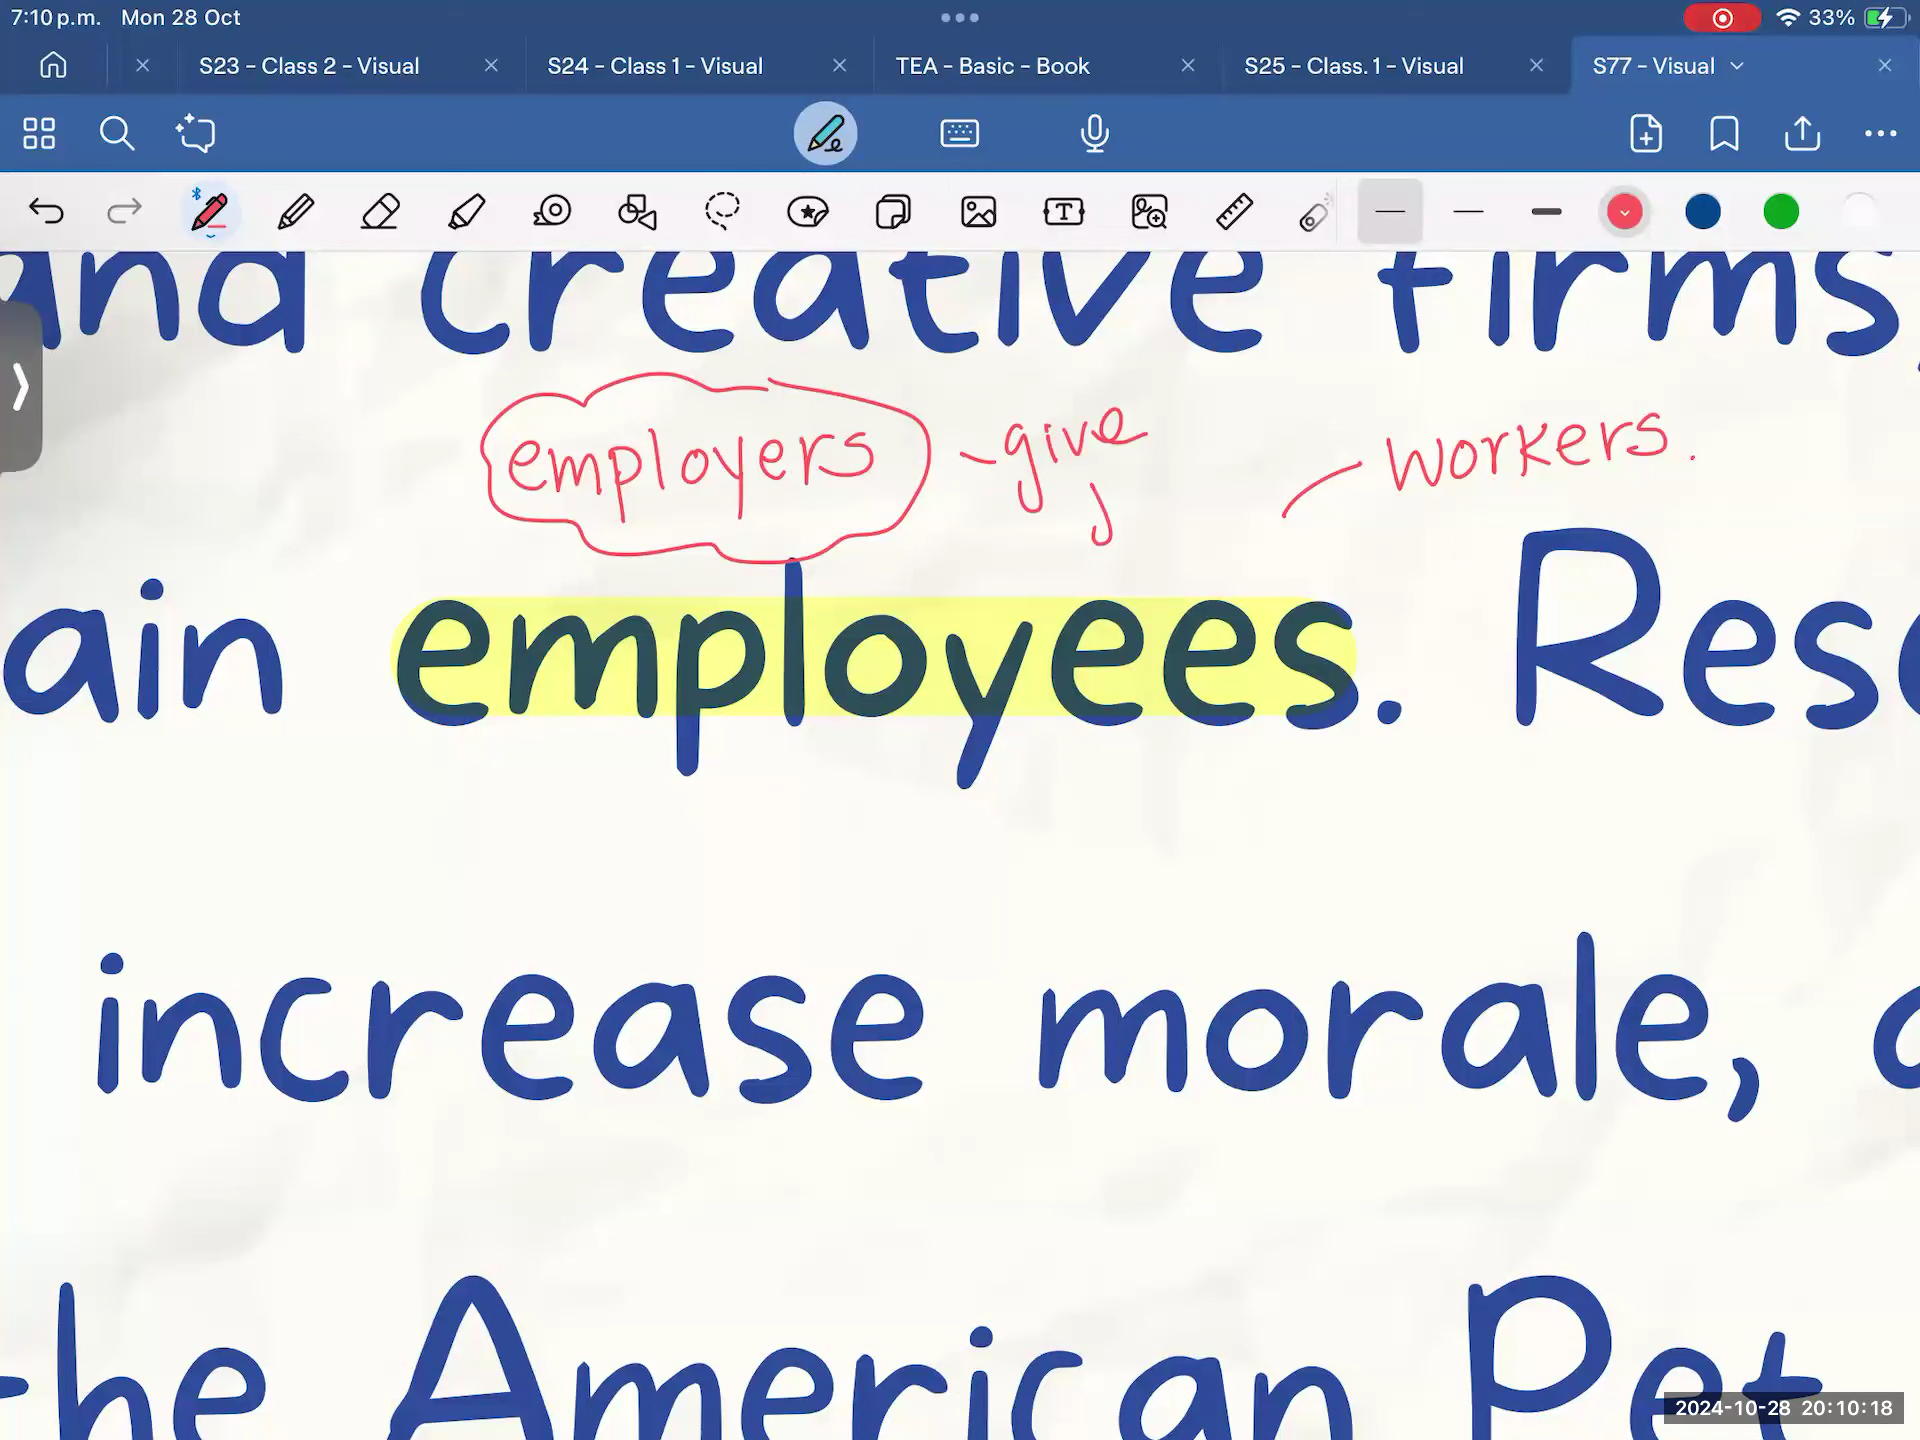 7:10 p.m. Mon 28 Oct
33%
S23 - Class 2 - Visual
S24 - Class 1 - Visual
TEA - Basic - Book
S25 - Class. 1 - Visual
S77 - Visual
and creative firms,
employers - give
workers.
J
ain employees. Rese
increase morale,
the American Pet
2024-10-28 20:10:18